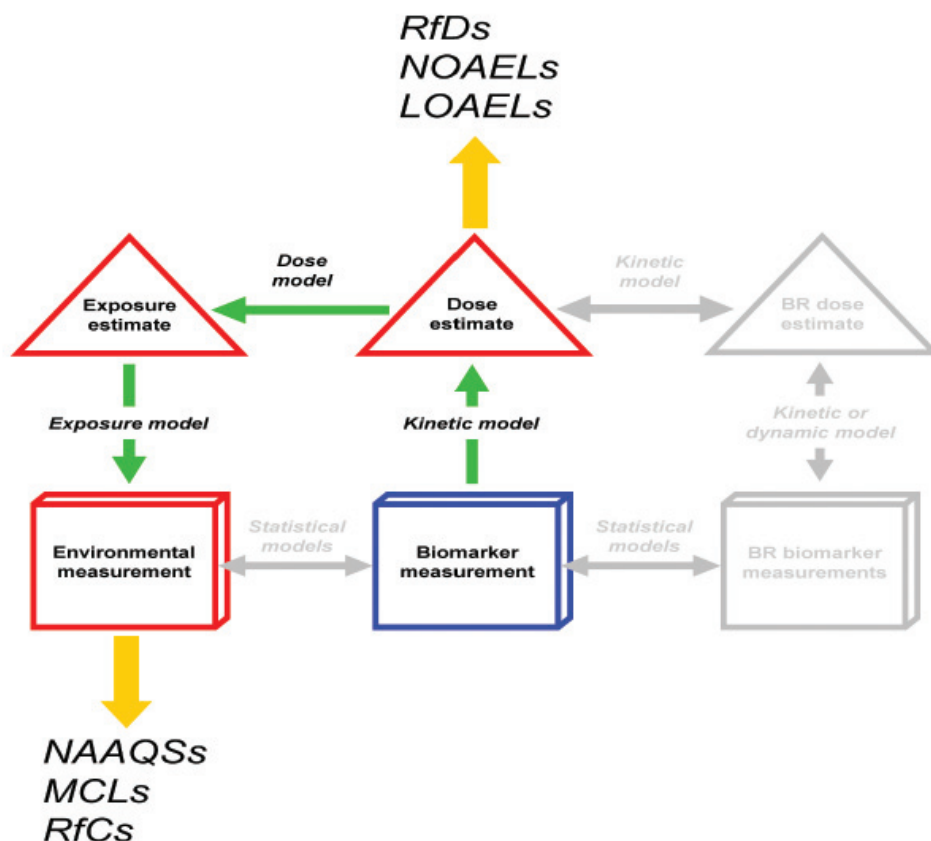 RfDs
NOAELs
LOAELs
Dose
model
Kinetic
model
Exposure
estimate
Dose
estimate
BR dose
estimate
Exposure model
Kinetic model
Kinetic or
dynamic model
Environmental
measurement
Statistical
models
Biomarker
measurement
Statistical
models
BR biomarker
measurements
NAAQSs
MCLs
RfCs